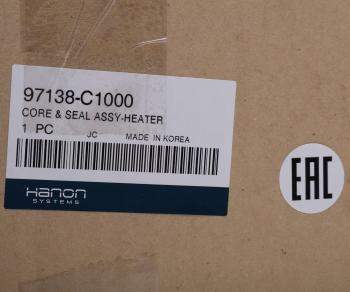 97138-C1000
CORE & SEAL ASSY-HEATER
1 PC JC MADE IN KOREA
Hanon
SYSTEMS
EAC